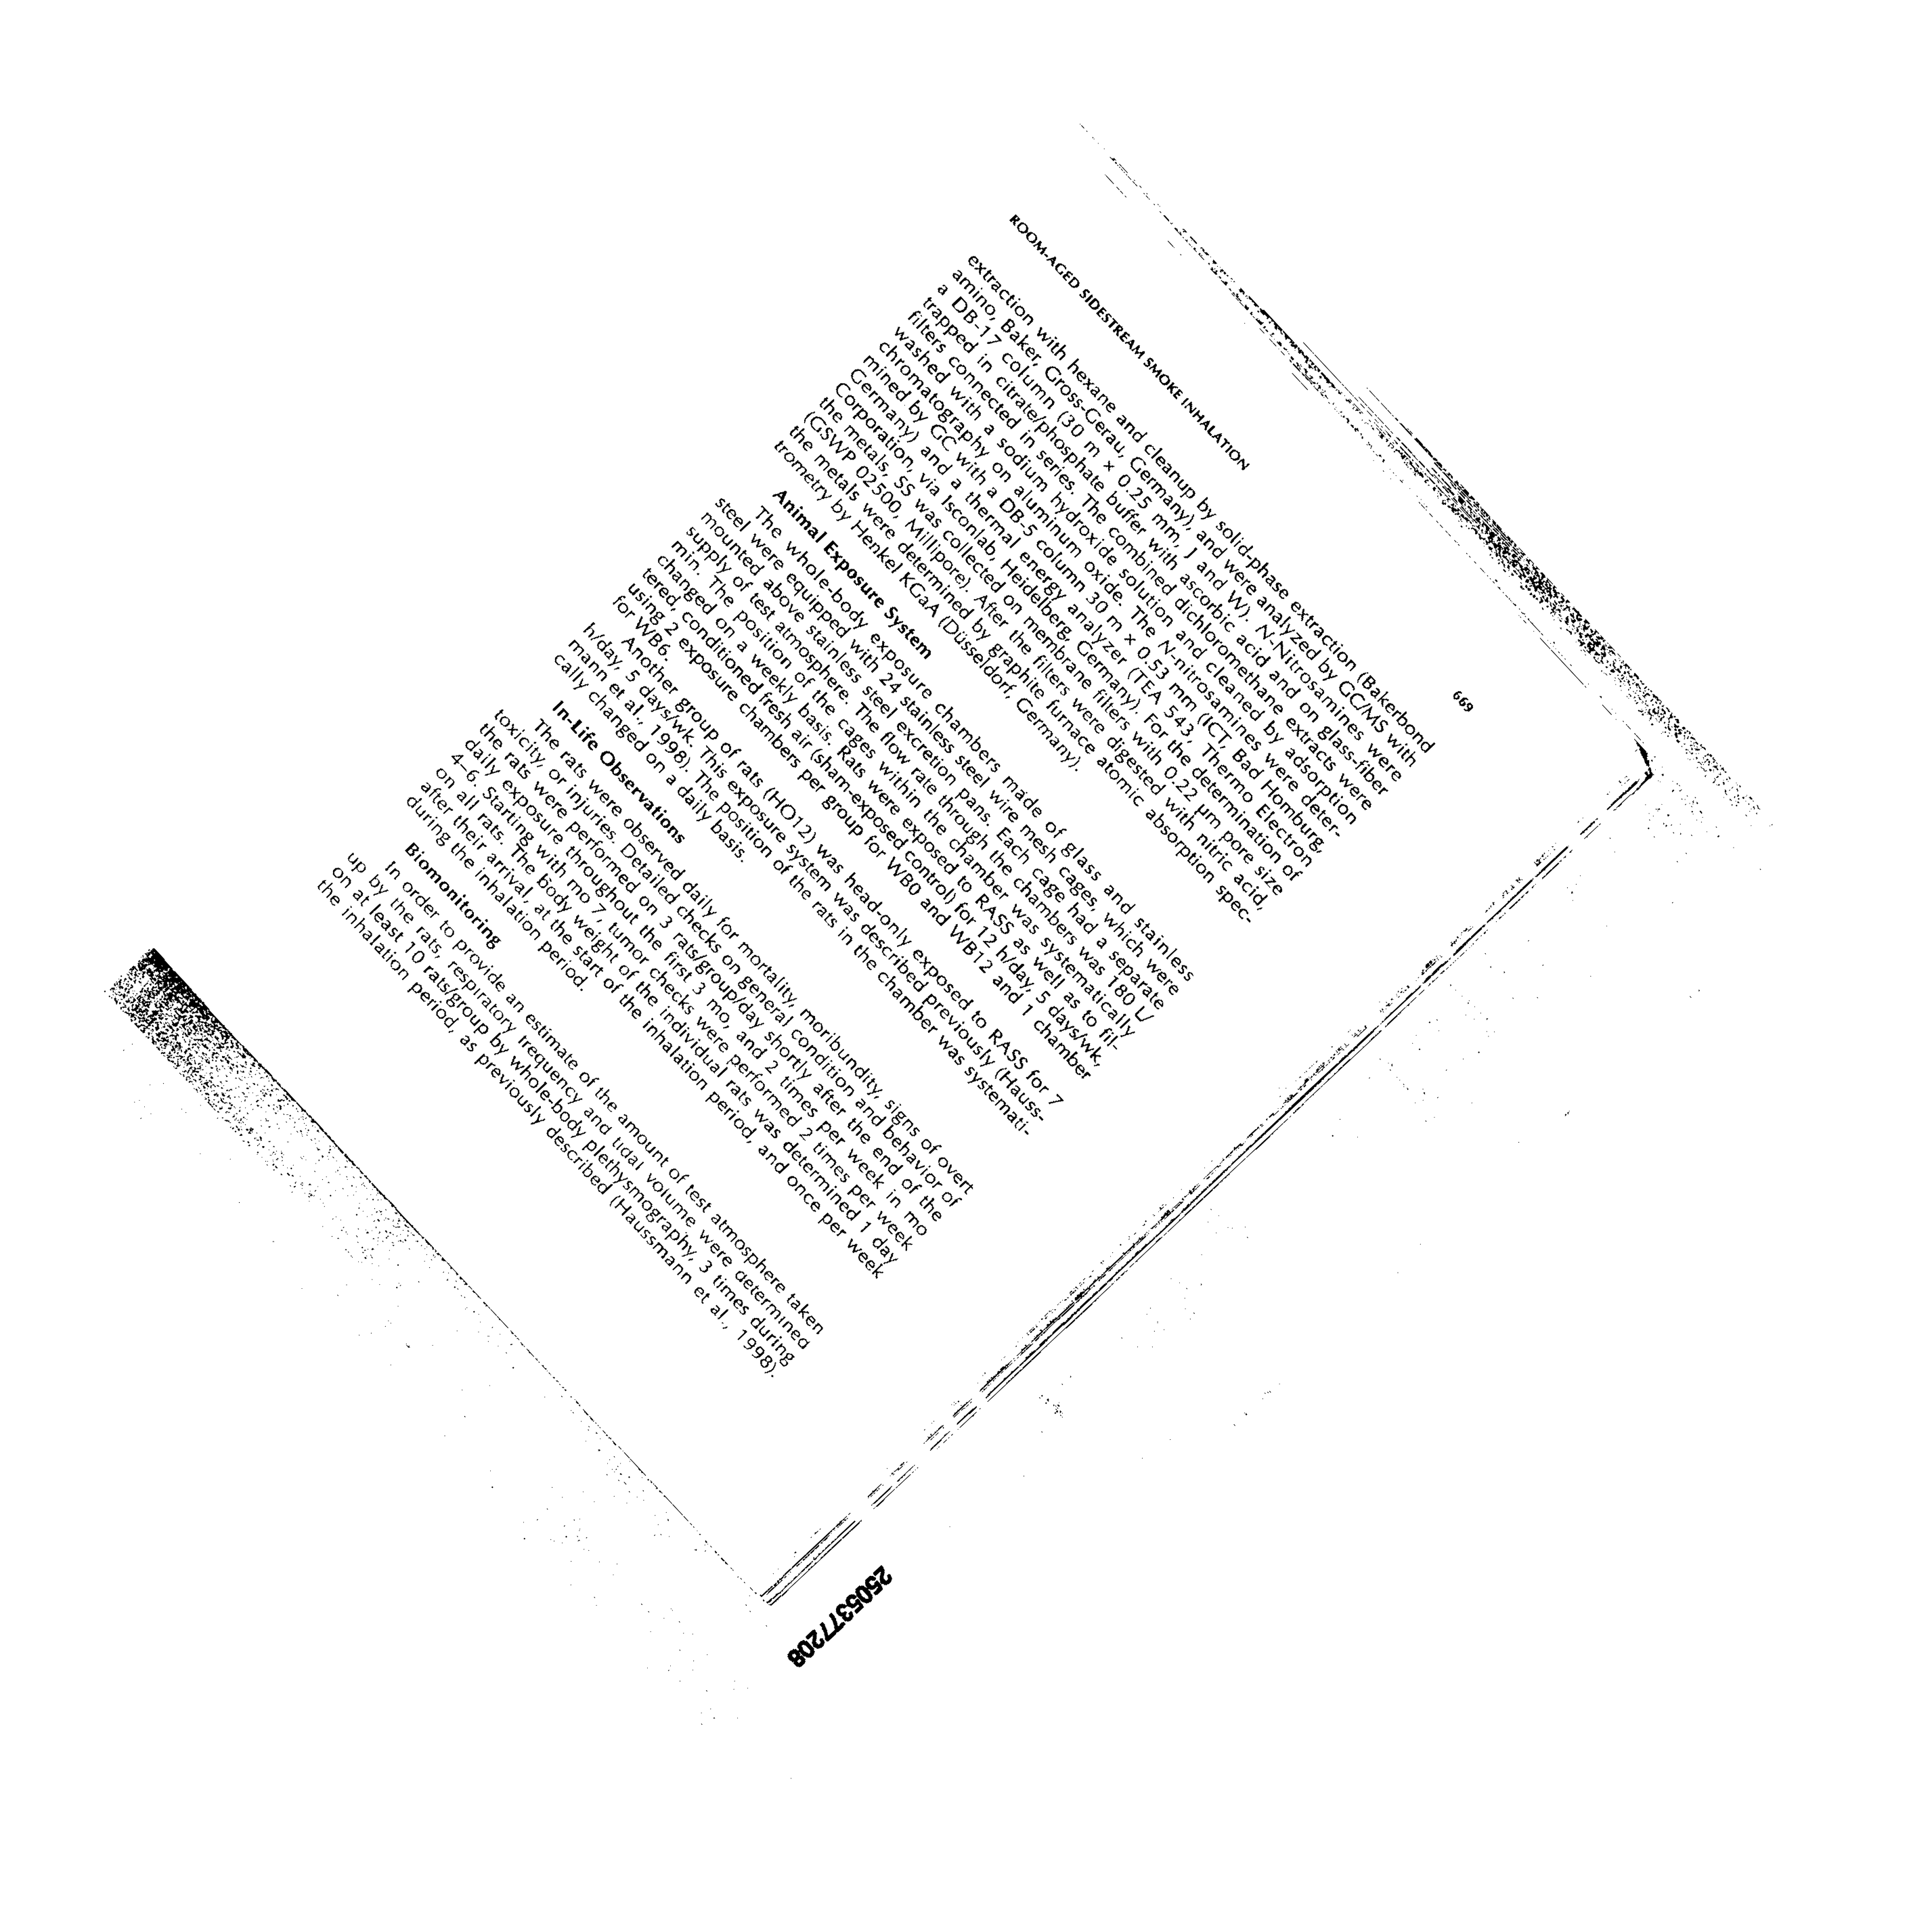 ROOM-AGED SIDESTREAM SMOKE INHALATION 669
extraction with hexane and cleanup by solid-phase extraction (Bakerbond
amino, Baker, Gross-Gerau, Germany), and were analyzed by GC/MS with
a DB-17 column (30 m × 0.25 mm, J and W). N-Nitrosamines were
trapped in citrate/phosphate buffer with ascorbic acid and on glass-fiber
filters connected in series. The combined dichloromethane extracts were
washed with a sodium hydroxide solution and cleaned by adsorption
chromatography on aluminum oxide. The N-nitrosamines were deter-
mined by GC with a DB-5 column 30 m × 0.53 mm (ICT, Bad Homburg,
Germany) and a thermal energy analyzer (TEA 543, Thermo Electron
Corporation, via Isconlab, Heidelberg, Germany). For the determination of
the metals, SS was collected on membrane filters with 0.22 µm pore size
(GSWP 02500, Millipore). After the filters were digested with nitric acid,
the metals were determined by graphite furnace atomic absorption spec-
trometry by Henkel KGaA (Düsseldorf, Germany).
Animal Exposure System
The whole-body exposure chambers made of glass and stainless
steel were equipped with 24 stainless steel wire mesh cages, which were
mounted above stainless steel excretion pans. Each cage had a separate
supply of test atmosphere. The flow rate through the chambers was 180 L/
min. The position of the cages within the chamber was systematically
changed on a weekly basis. Rats were exposed to RASS as well as to fil-
tered, conditioned fresh air (sham-exposed control) for 12 h/day, 5 days/wk,
using 2 exposure chambers per group for WB0 and WB12 and 1 chamber
for WB6.
Another group of rats (HO12) was head-only exposed to RASS for 7
h/day, 5 days/wk. This exposure system was described previously (Hauss-
mann et al., 1998). The position of the rats in the chamber was systemati-
cally changed on a daily basis.
In-Life Observations
The rats were observed daily for mortality, moribundity, signs of overt
toxicity, or injuries. Detailed checks on general condition and behavior of
the rats were performed on 3 rats/group/day shortly after the end of the
daily exposure throughout the first 3 mo, and 2 times per week in mo
4–6. Starting with mo 7, tumor checks were performed 2 times per week
on all rats. The body weight of the individual rats was determined 1 day
after their arrival, at the start of the inhalation period, and once per week
during the inhalation period.
Biomonitoring
In order to provide an estimate of the amount of test atmosphere taken
up by the rats, respiratory frequency and tidal volume were determined
on at least 10 rats/group by whole-body plethysmography, 3 times during
the inhalation period, as previously described (Haussmann et al., 1998).
2505377208